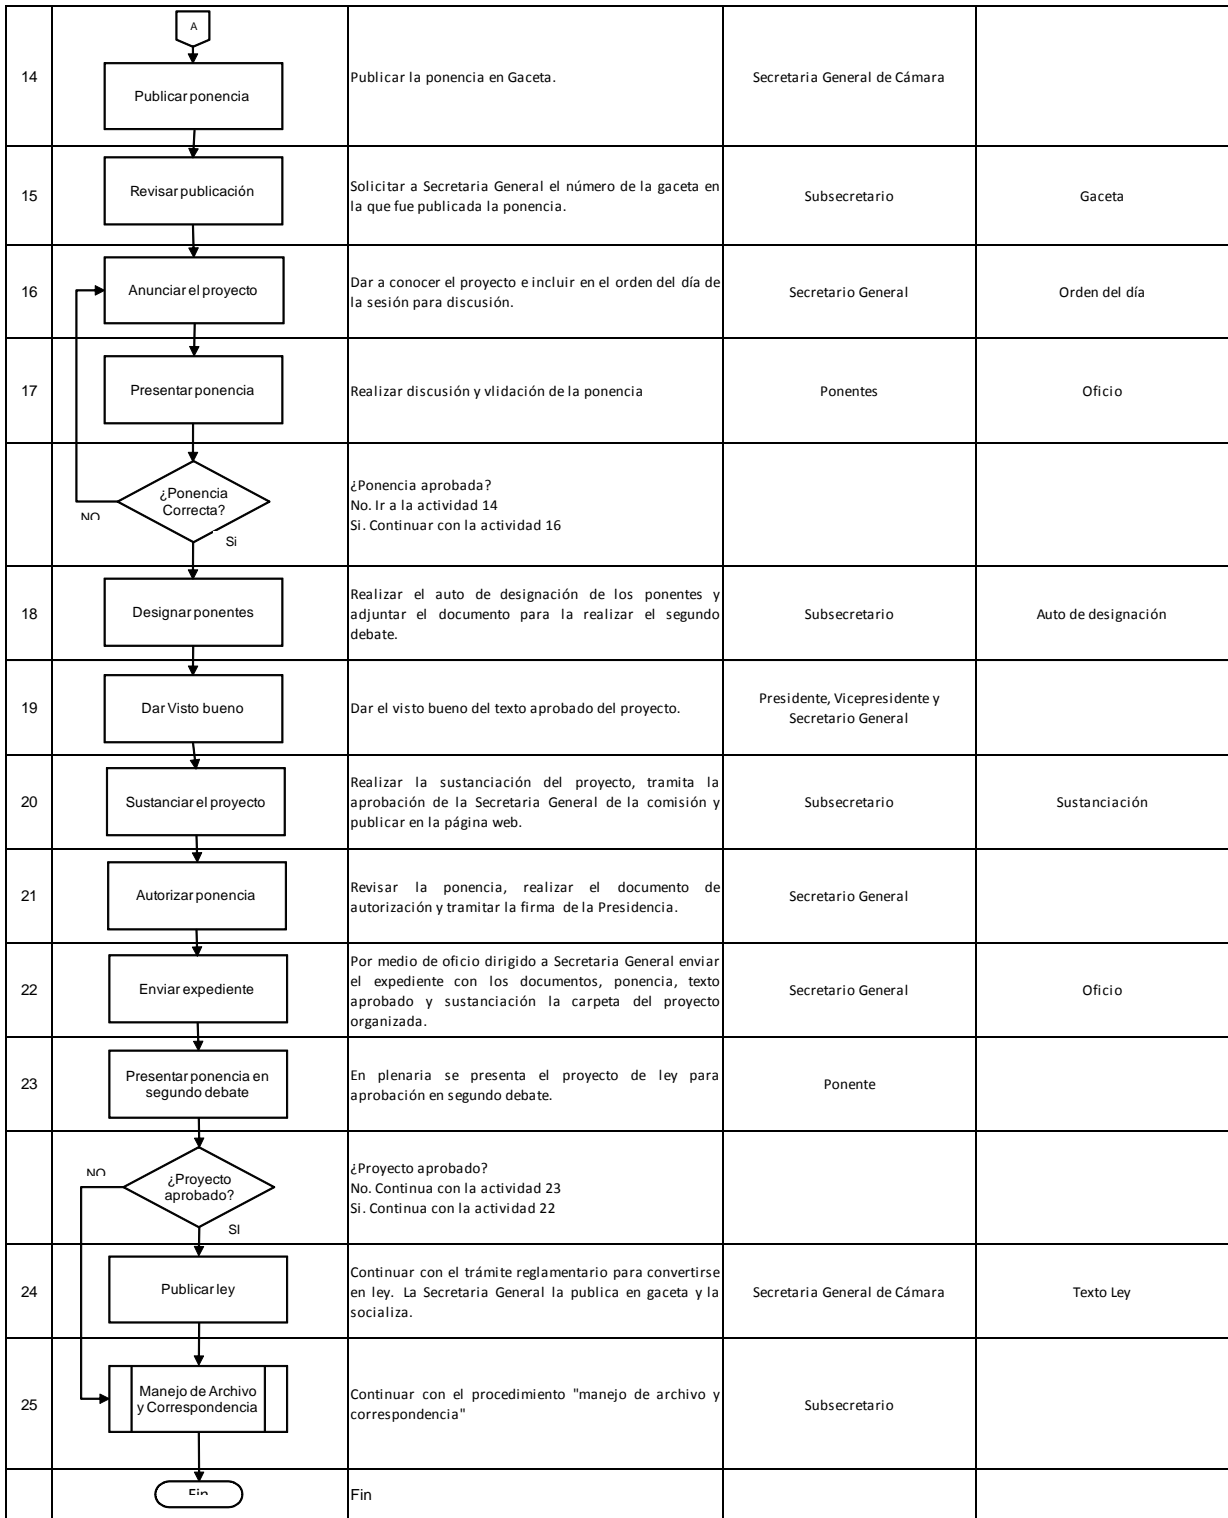 A
14
Publicar ponencia
Publicar la ponencia en Gaceta.
Secretaria General de Cámara
15
Revisar publicación
Solicitar a Secretaria General el número de la gaceta en
la que fue publicada la ponencia.
Subsecretario
Gaceta
16
Anunciar el proyecto
Dar a conocer el proyecto e incluir en el orden del día de
la sesión para discusión.
Secretario General
Orden del día
17
Presentar ponencia
Realizar discusión y vlidación de la ponencia
Ponentes
Oficio
¿Ponencia
Correcta?
NO
Si
¿Ponencia aprobada?
No. Ir a la actividad 14
Si. Continuar con la actividad 16
18
Designar ponentes
Realizar el auto de designación de los ponentes y
adjuntar el documento para la realizar el segundo
debate.
Subsecretario
Auto de designación
19
Dar Visto bueno
Dar el visto bueno del texto aprobado del proyecto.
Presidente, Vicepresidente y
Secretario General
20
Sustanciar el proyecto
Realizar la sustanciación del proyecto, tramita la
aprobación de la Secretaria General de la comisión y
publicar en la página web.
Subsecretario
Sustanciación
21
Autorizar ponencia
Revisar la ponencia, realizar el documento de
autorización y tramitar la firma de la Presidencia.
Secretario General
22
Enviar expediente
Por medio de oficio dirigido a Secretaria General enviar
el expediente con los documentos, ponencia, texto
aprobado y sustanciación la carpeta del proyecto
organizada.
Secretario General
Oficio
23
Presentar ponencia en
segundo debate
En plenaria se presenta el proyecto de ley para
aprobación en segundo debate.
Ponente
NO
¿Proyecto
aprobado?
SI
¿Proyecto aprobado?
No. Continua con la actividad 23
Si. Continua con la actividad 22
24
Publicar ley
Continuar con el trámite reglamentario para convertirse
en ley. La Secretaria General la publica en gaceta y la
socializa.
Secretaria General de Cámara
Texto Ley
25
Manejo de Archivo
y Correspondencia
Continuar con el procedimiento "manejo de archivo y
correspondencia"
Subsecretario
Fin
Fin